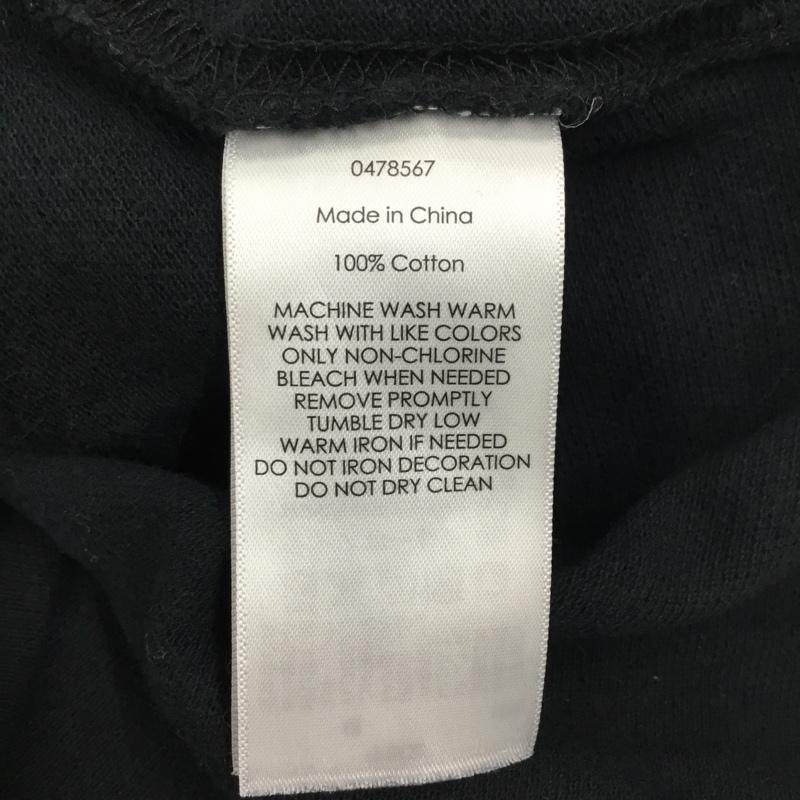 0478567
Made in China
100% Cotton
MACHINE WASH WARM
WASH WITH LIKE COLORS
ONLY NON-CHLORINE
BLEACH WHEN NEEDED
REMOVE PROMPTLY
TUMBLE DRY LOW
WARM IRON IF NEEDED
DO NOT IRON DECORATION
DO NOT DRY CLEAN